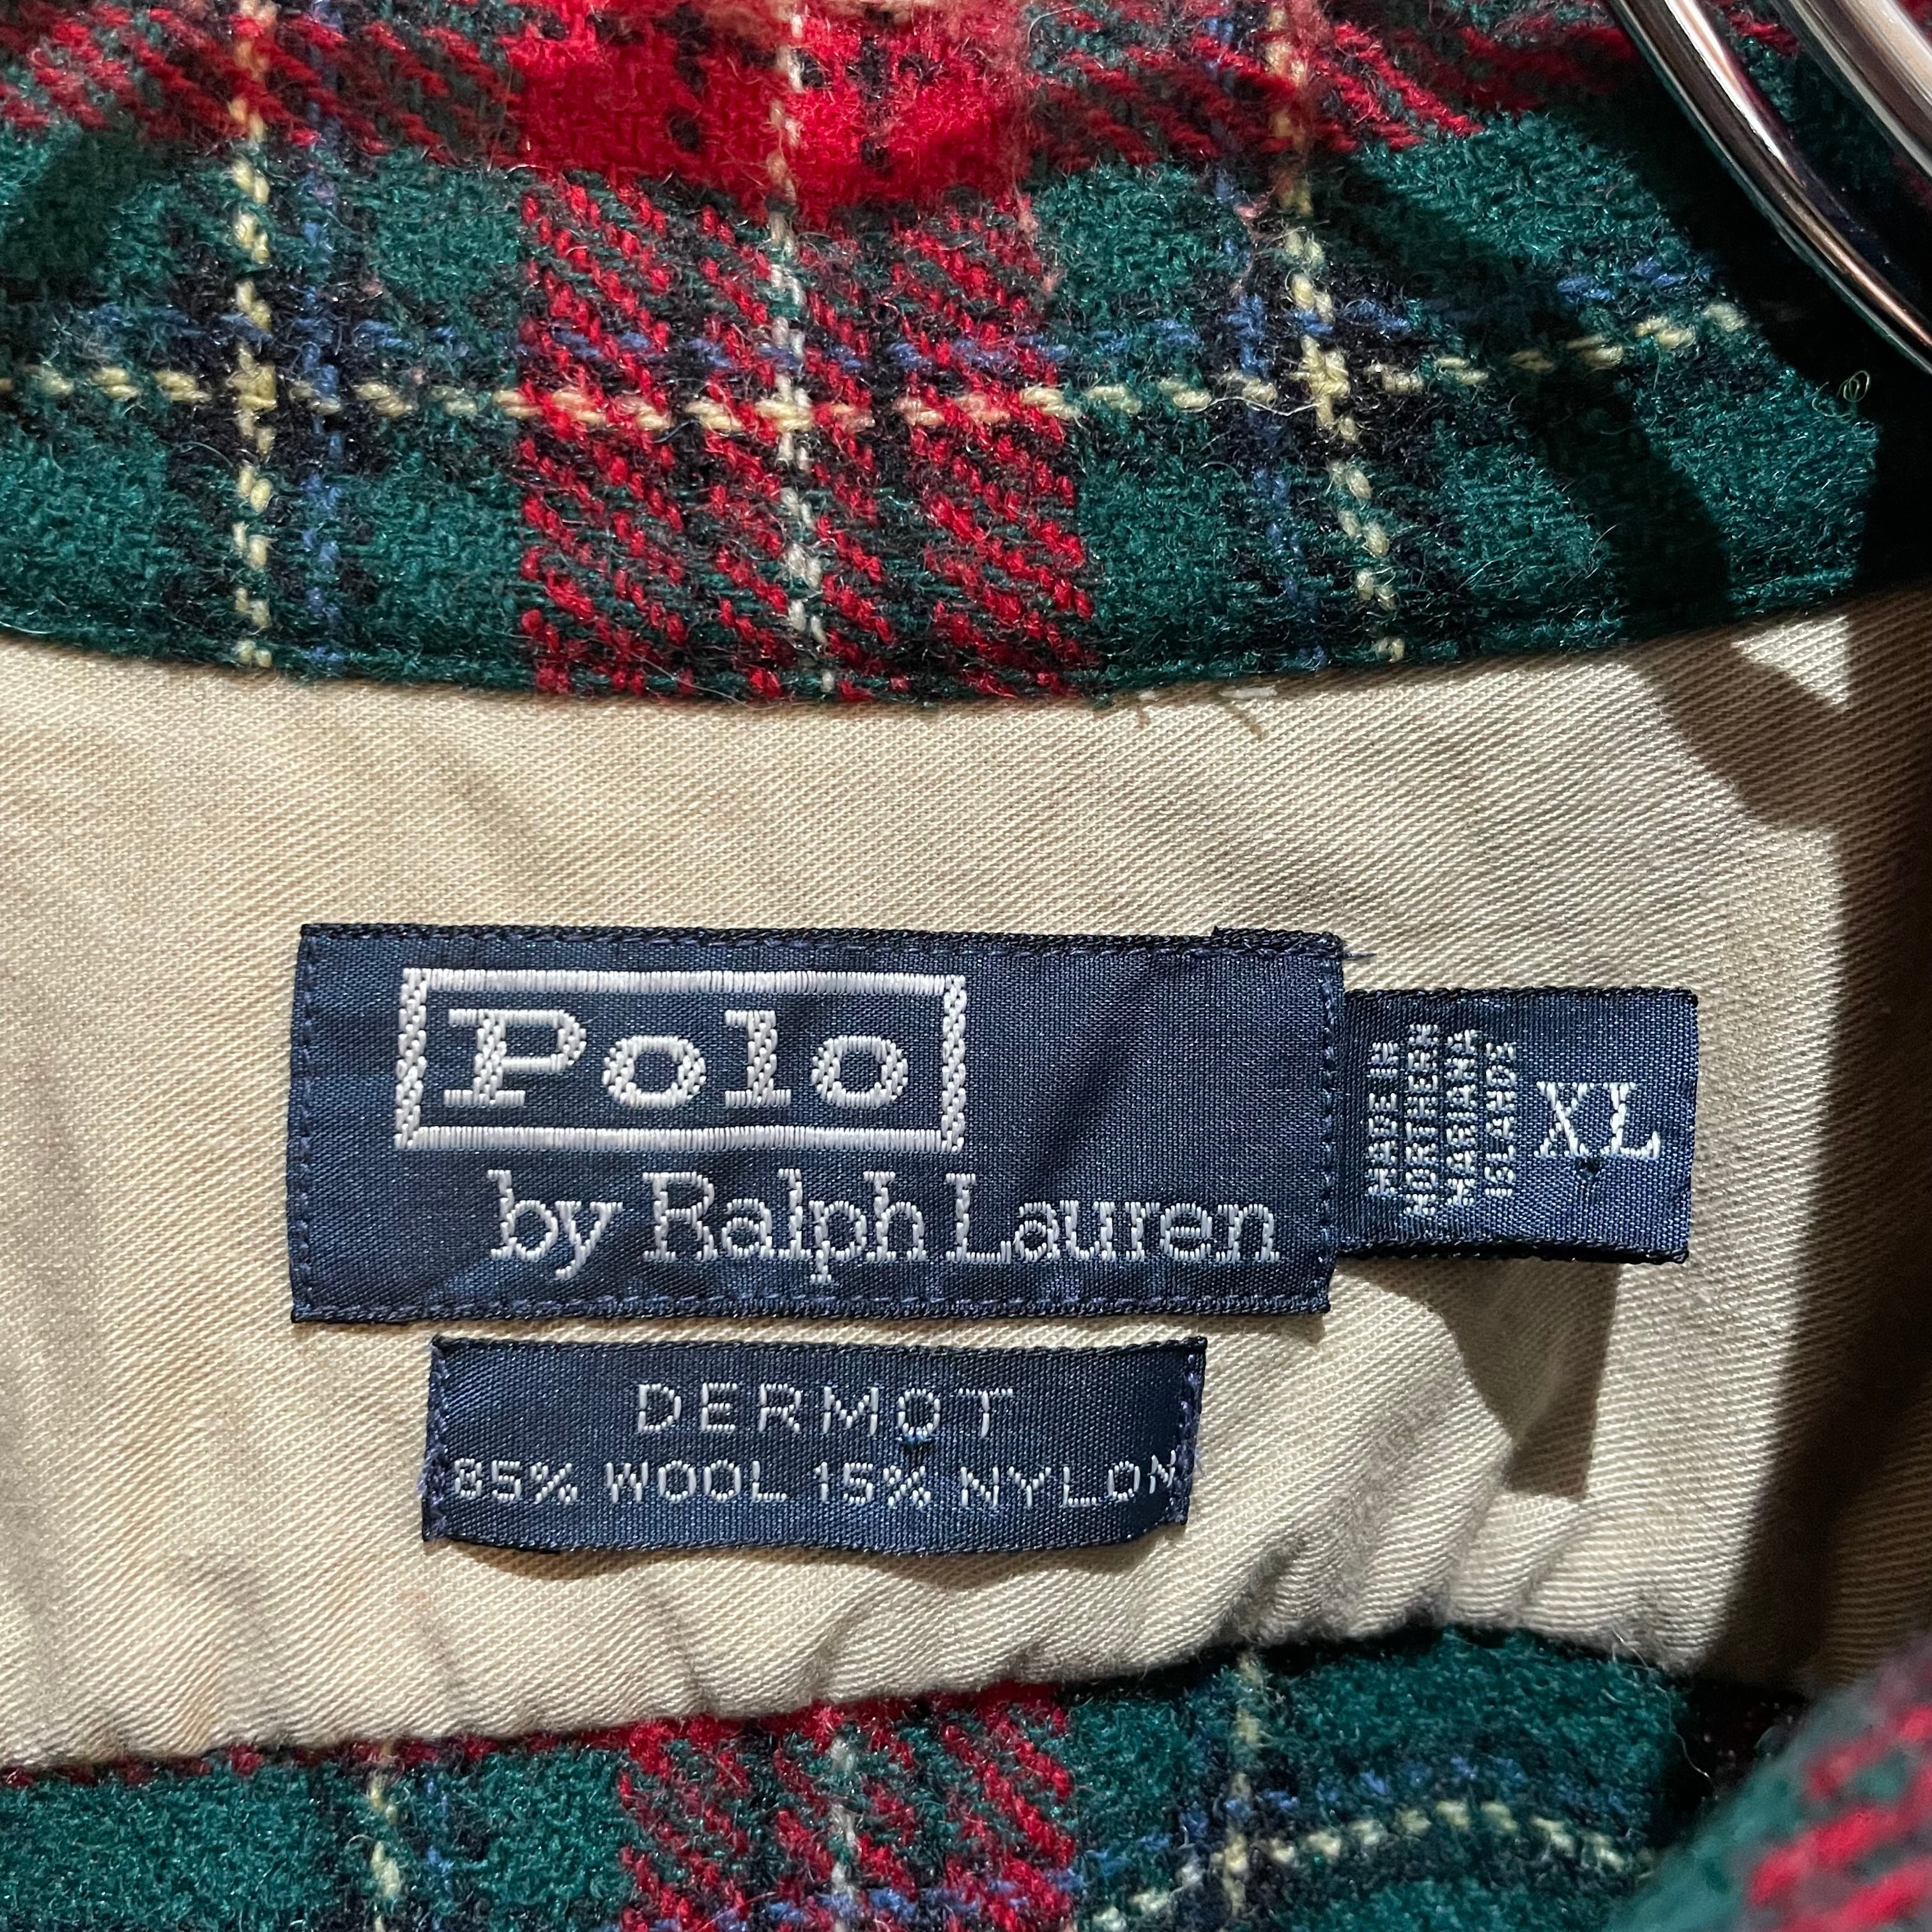 Polo
by Ralph Lauren
MADE IN
NORTHERN
MARIANA
ISLANDS
XL
DERMOT
85% WOOL 15% NYLON